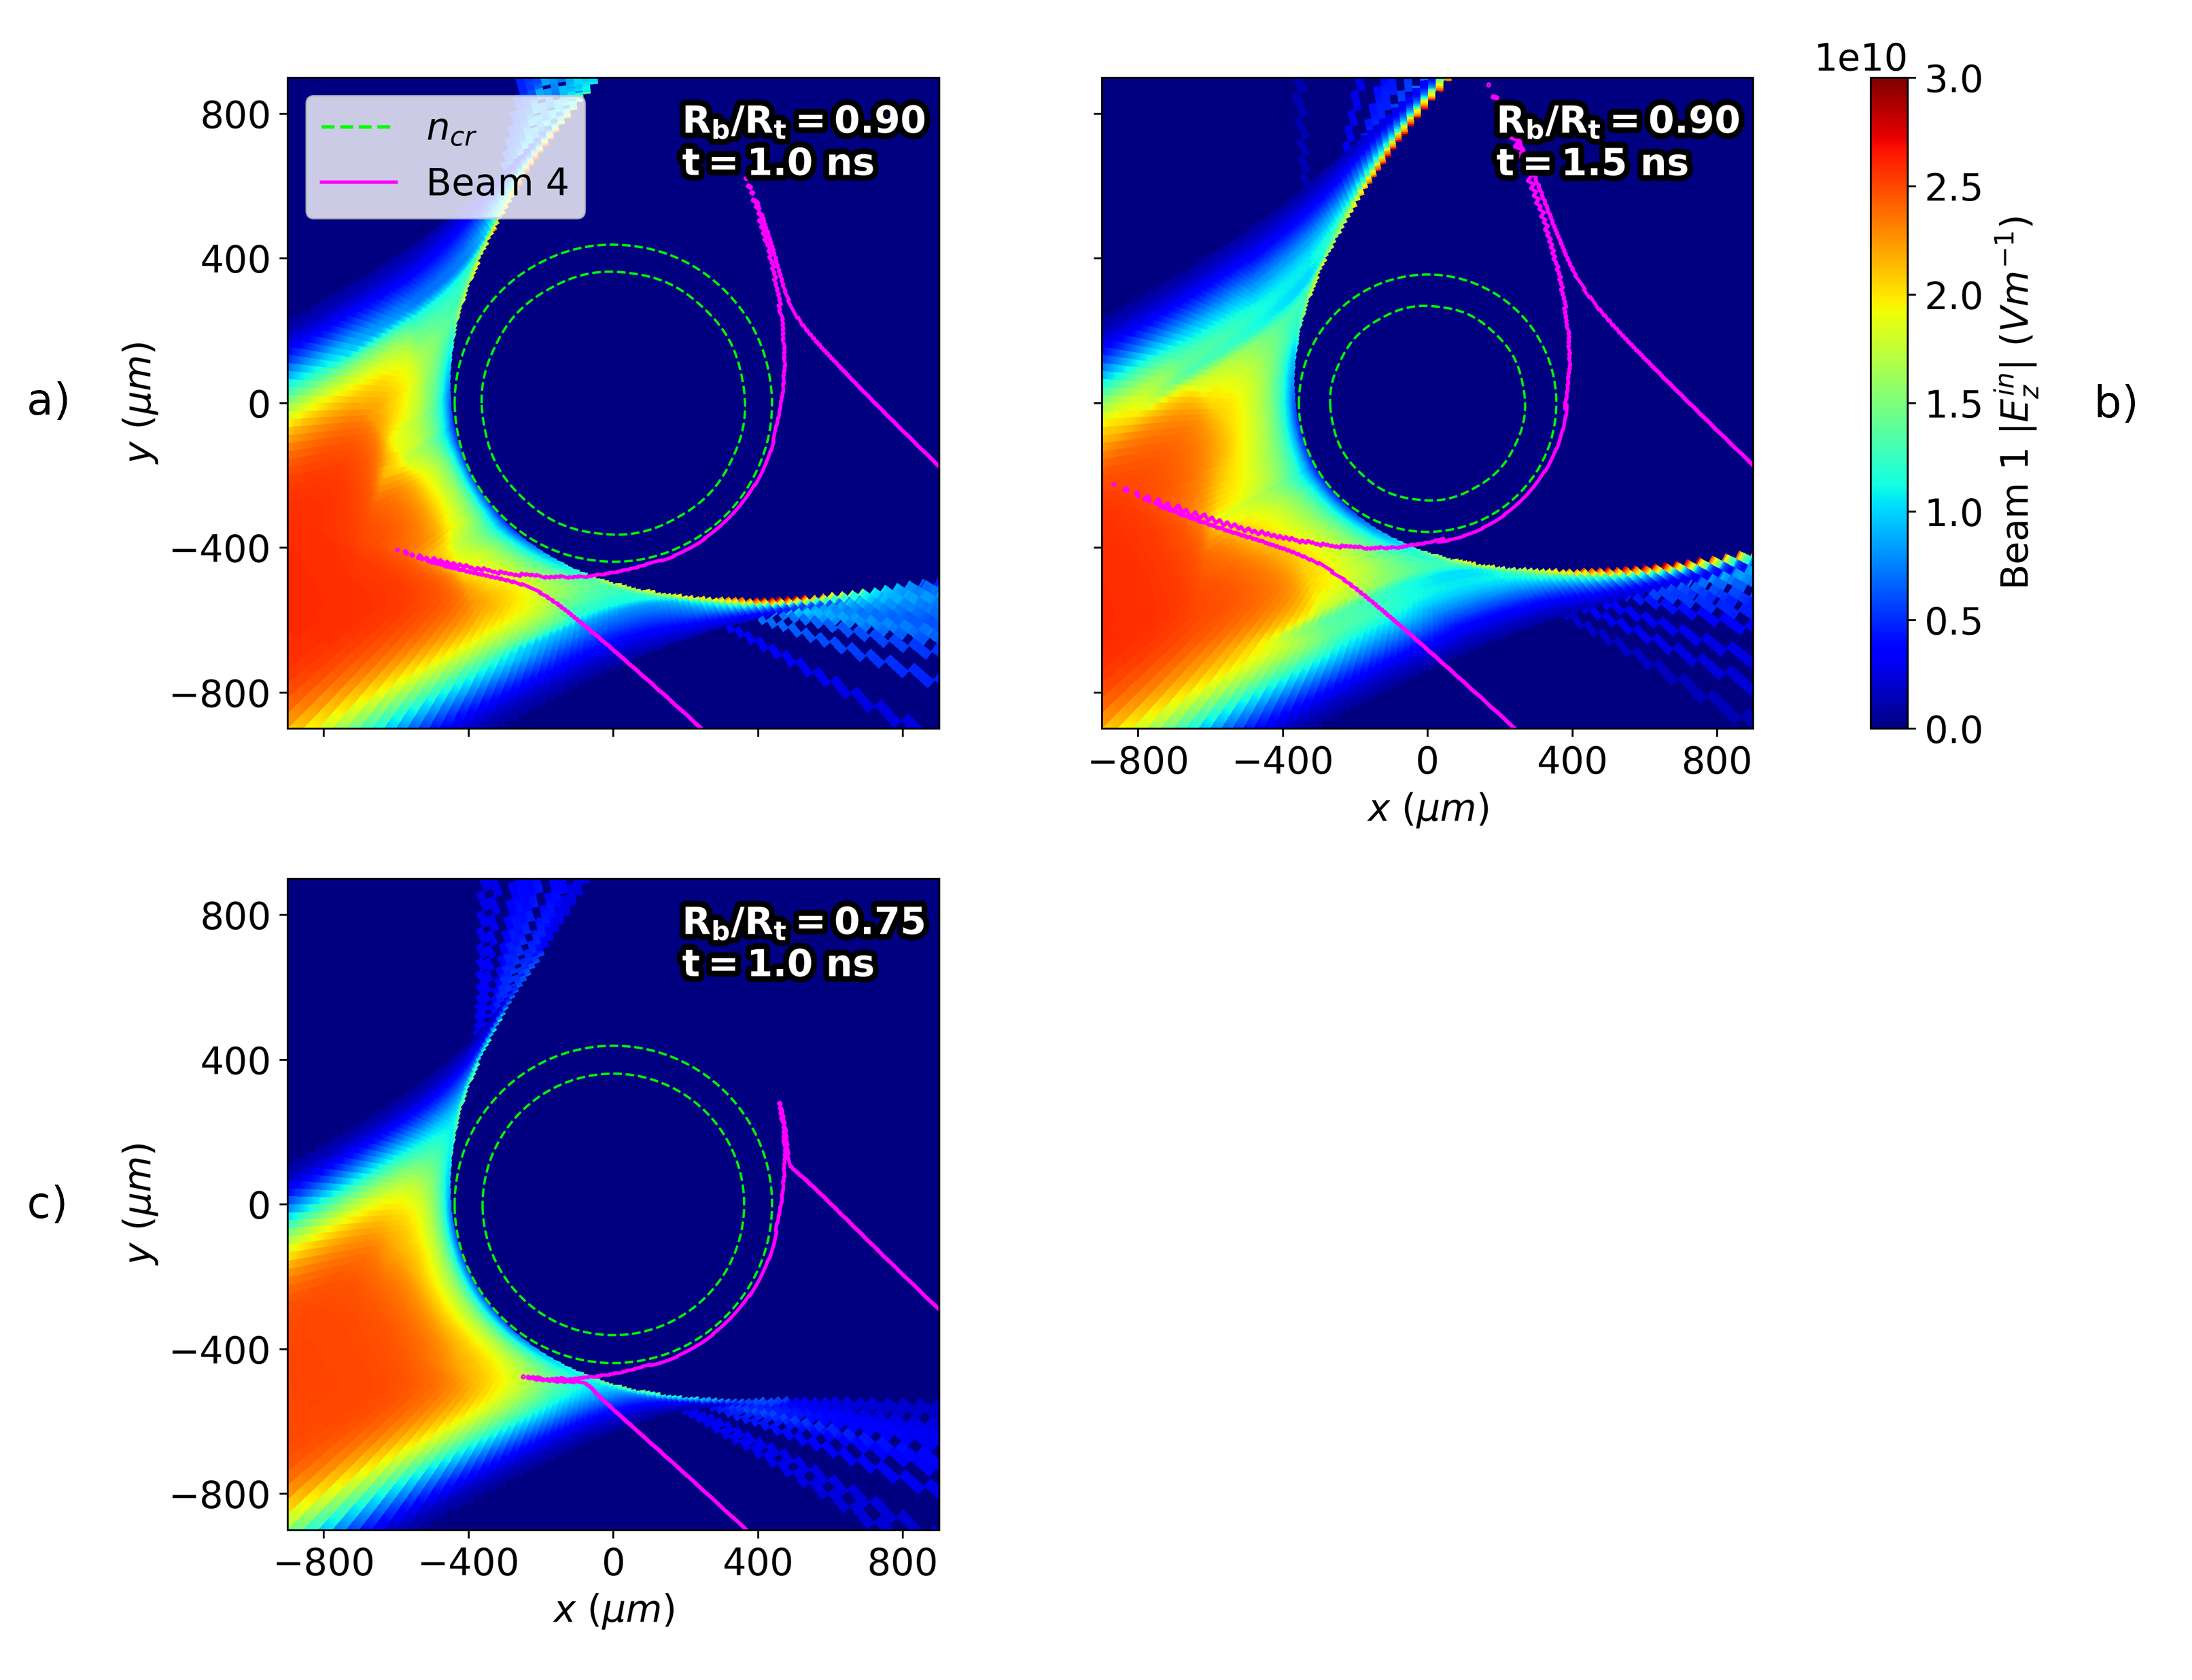 a)
y (μm)
800
400
0
−400
−800
n_cr
Beam 4
R_b/R_t = 0.90
t = 1.0 ns
R_b/R_t = 0.90
t = 1.5 ns
−800 −400 0 400 800
x (μm)
1e10
3.0
2.5
2.0
1.5
1.0
0.5
0.0
Beam 1 |E_z^in| (Vm⁻¹)
b)
c)
y (μm)
800
400
0
−400
−800
R_b/R_t = 0.75
t = 1.0 ns
−800 −400 0 400 800
x (μm)